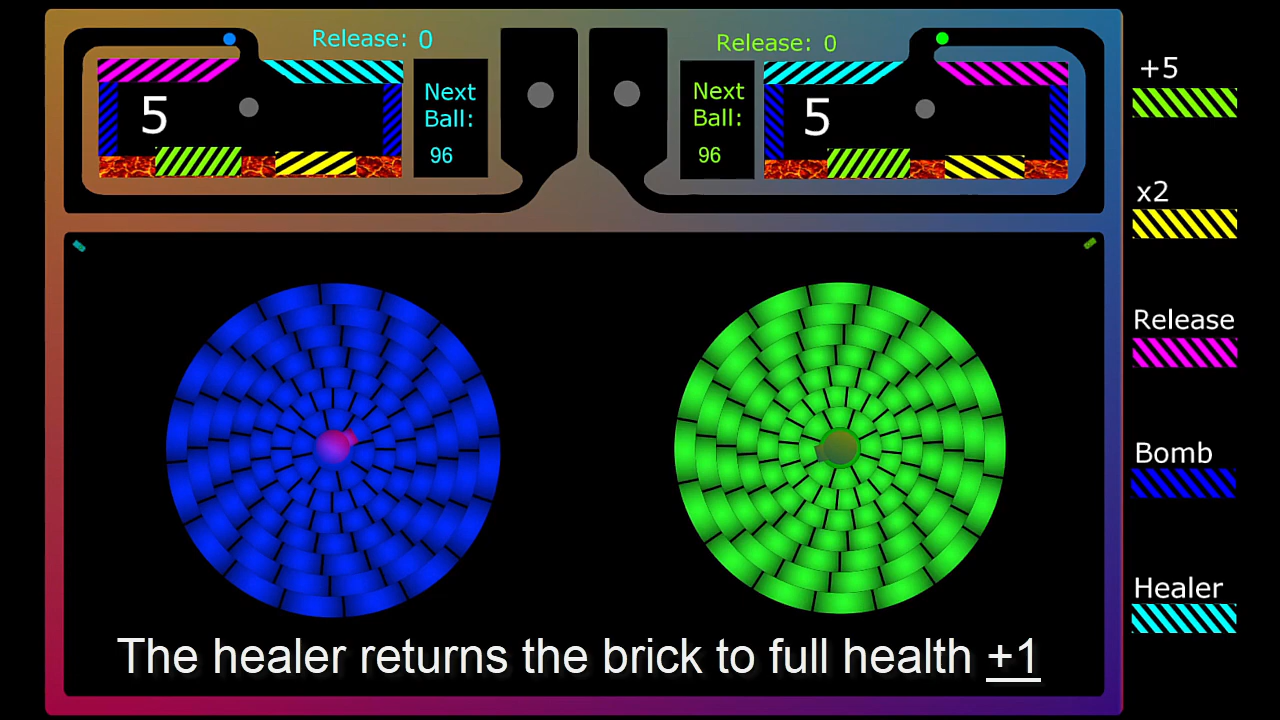 Release: 0
Release: 0
Next
Ball:
96
5
Next
Ball:
96
5
+5
x2
Release
Bomb
Healer
The healer returns the brick to full health +1